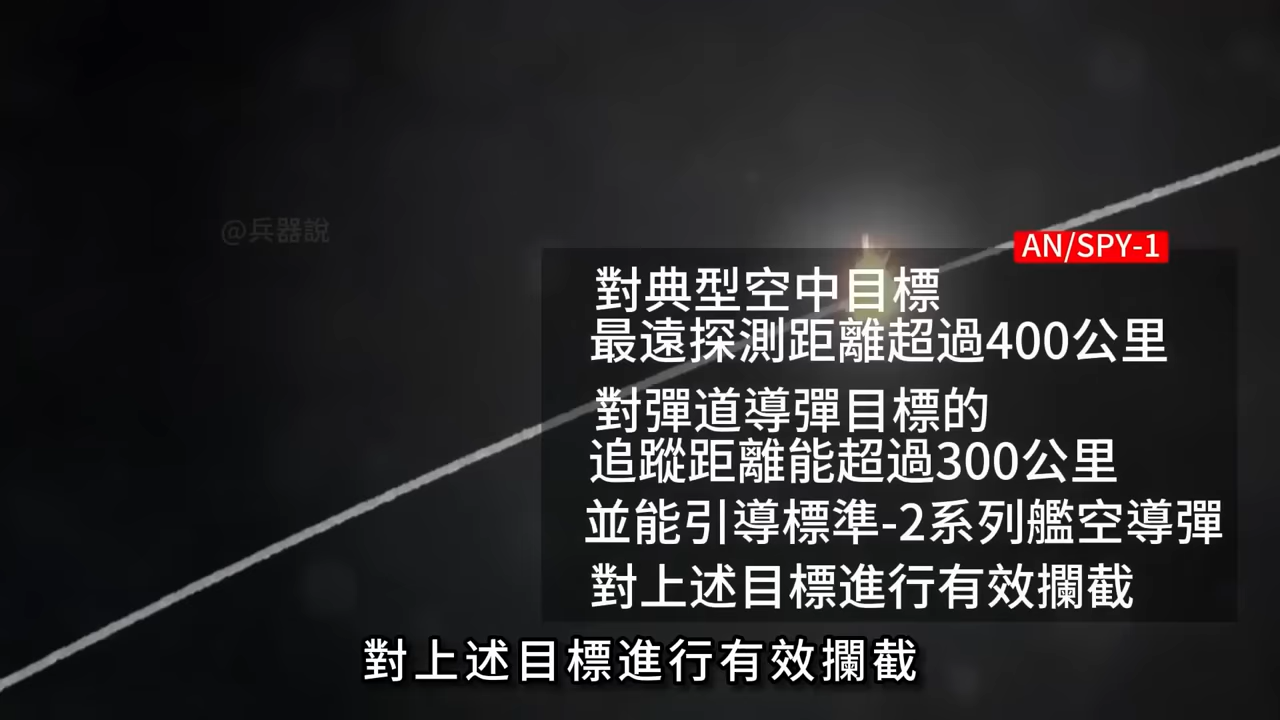 @兵器說
AN/SPY-1
對典型空中目標
最遠探測距離超過400公里
對彈道導彈目標的
追蹤距離能超過300公里
並能引導標準-2系列艦空導彈
對上述目標進行有效攔截
對上述目標進行有效攔截